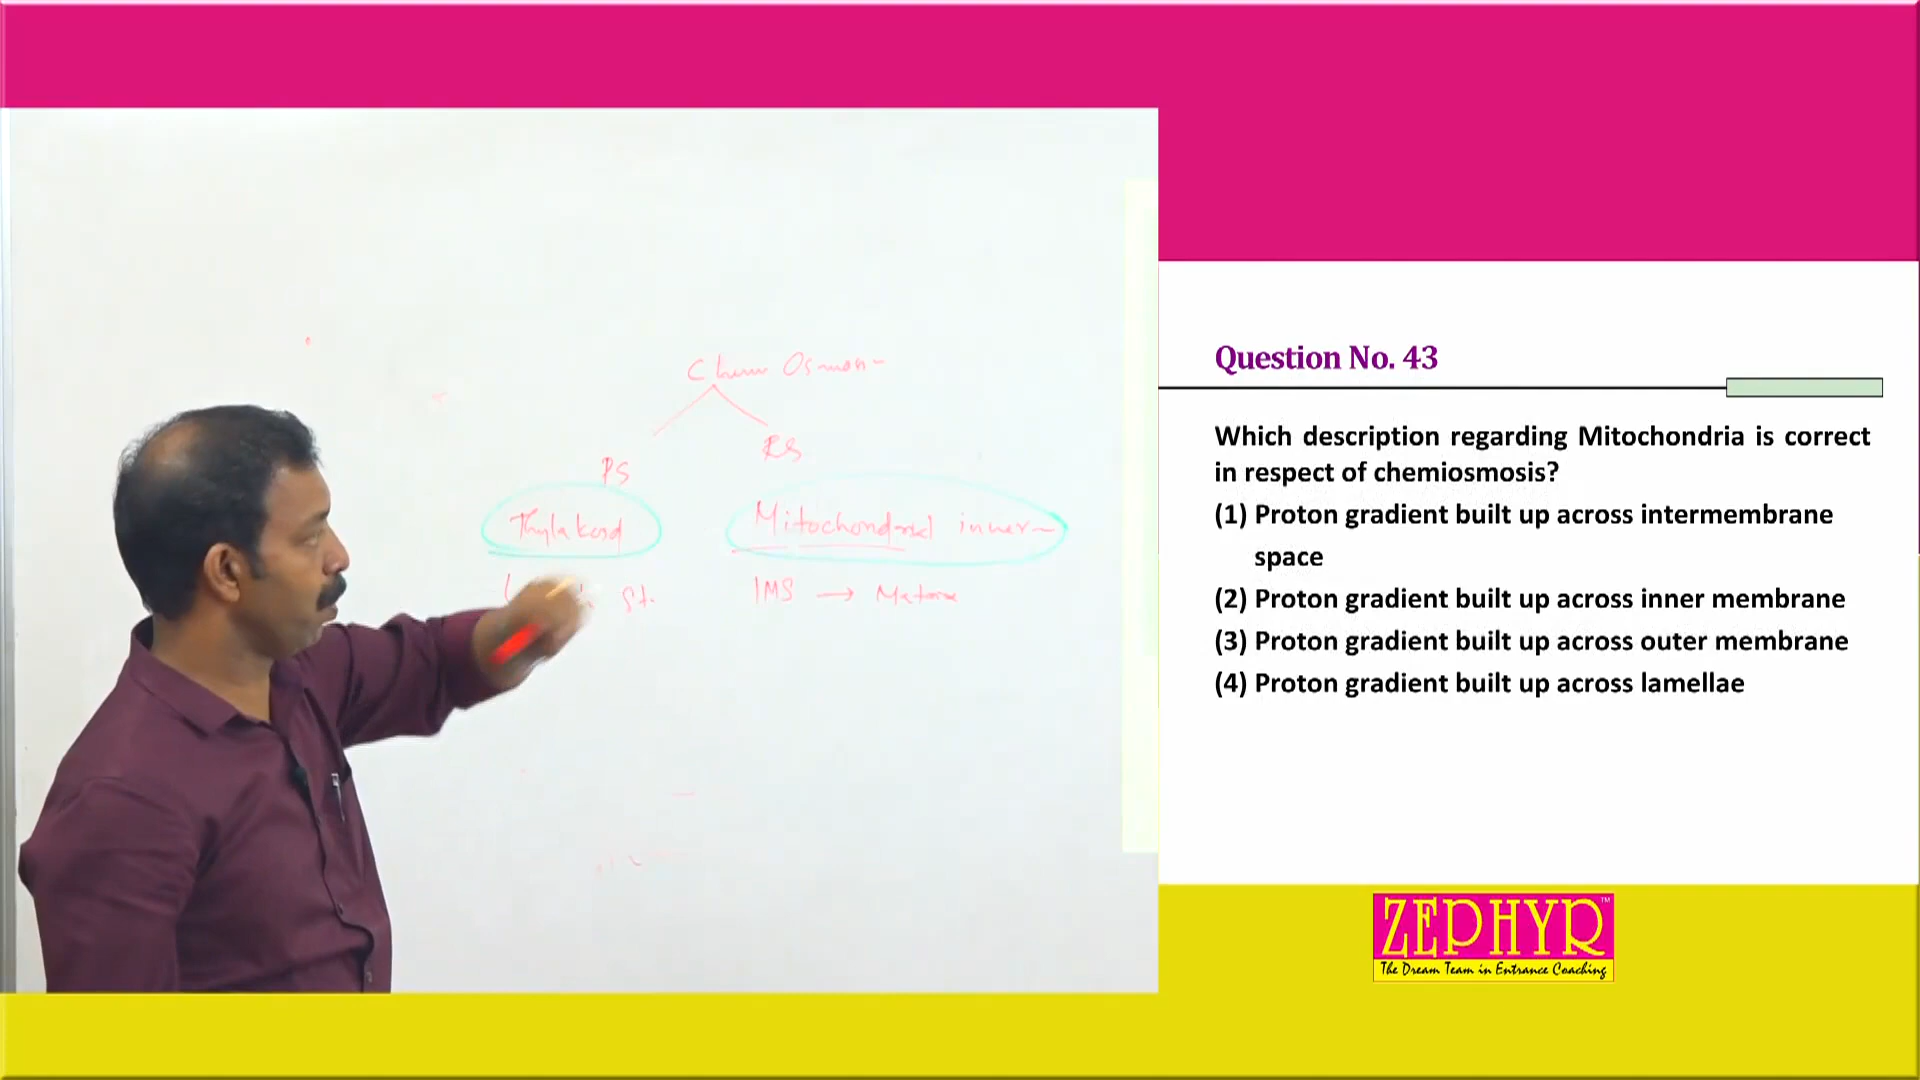 Chem Osmosn
PS
RS
Thylakoid
Mitochondrial inner
St.
IMS → Matrix
Question No. 43
Which description regarding Mitochondria is correct
in respect of chemiosmosis?
(1) Proton gradient built up across intermembrane
space
(2) Proton gradient built up across inner membrane
(3) Proton gradient built up across outer membrane
(4) Proton gradient built up across lamellae
ZEPHYR™
The Dream Team in Entrance Coaching